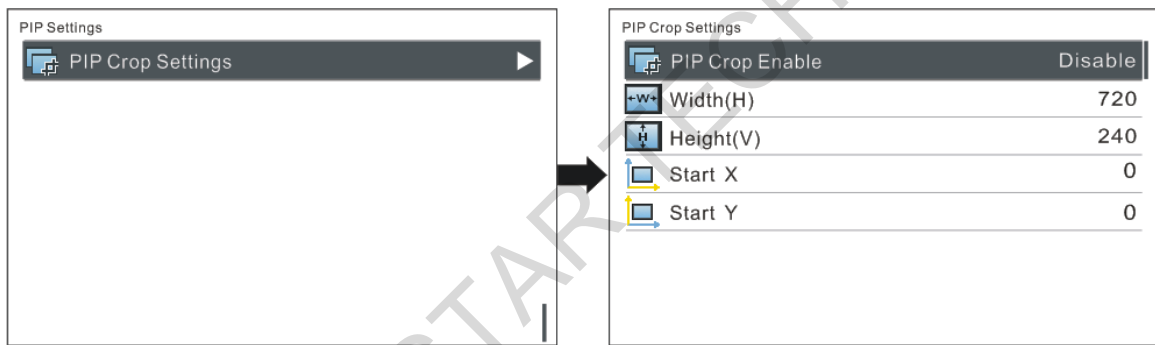 PIP Settings
PIP Crop Settings
PIP Crop Settings
PIP Crop Enable Disable
W Width(H) 720
H Height(V) 240
Start X 0
Start Y 0
STARTECH